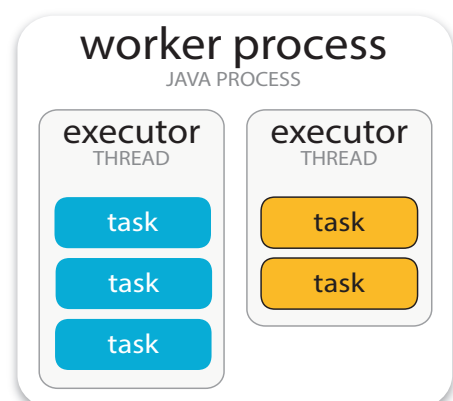 worker process
JAVA PROCESS
executor
THREAD
task
task
task
executor
THREAD
task
task